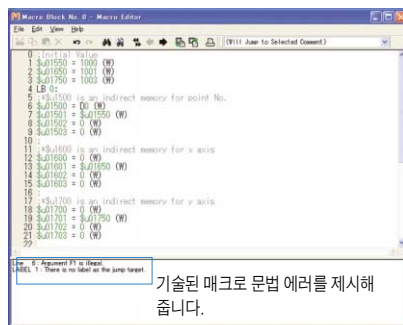 Macro Block No. 0 - Macro Editor
File Edit View Help
(Will Jump to Selected Comment)
0 ;Initial Value
1 $u01550 = 1000 (W)
2 $u01650 = 1001 (W)
3 $u01750 = 1003 (W)
4 LB 0:
5 ;*$u1500 is an indirect memory for point No.
6 $u01500 = D0 (W)
7 $u01501 = $u01550 (W)
8 $u01502 = 0 (W)
9 $u01503 = 0 (W)
10 ;
11 ;*$u1600 is an indirect memory for x axis
12 $u01600 = 0 (W)
13 $u01601 = $u01650 (W)
14 $u01602 = 0 (W)
15 $u01603 = 0 (W)
16 ;
17 ;*$u1700 is an indirect memory for y axis
18 $u01700 = 0 (W)
19 $u01701 = $u01750 (W)
20 $u01702 = 0 (W)
21 $u01703 = 0 (W)
22
Line 6 : Argument F1 is illegal.
LABEL 1 : There is no label as the jump target.
기술된 매크로 문법 에러를 제시해
줍니다.